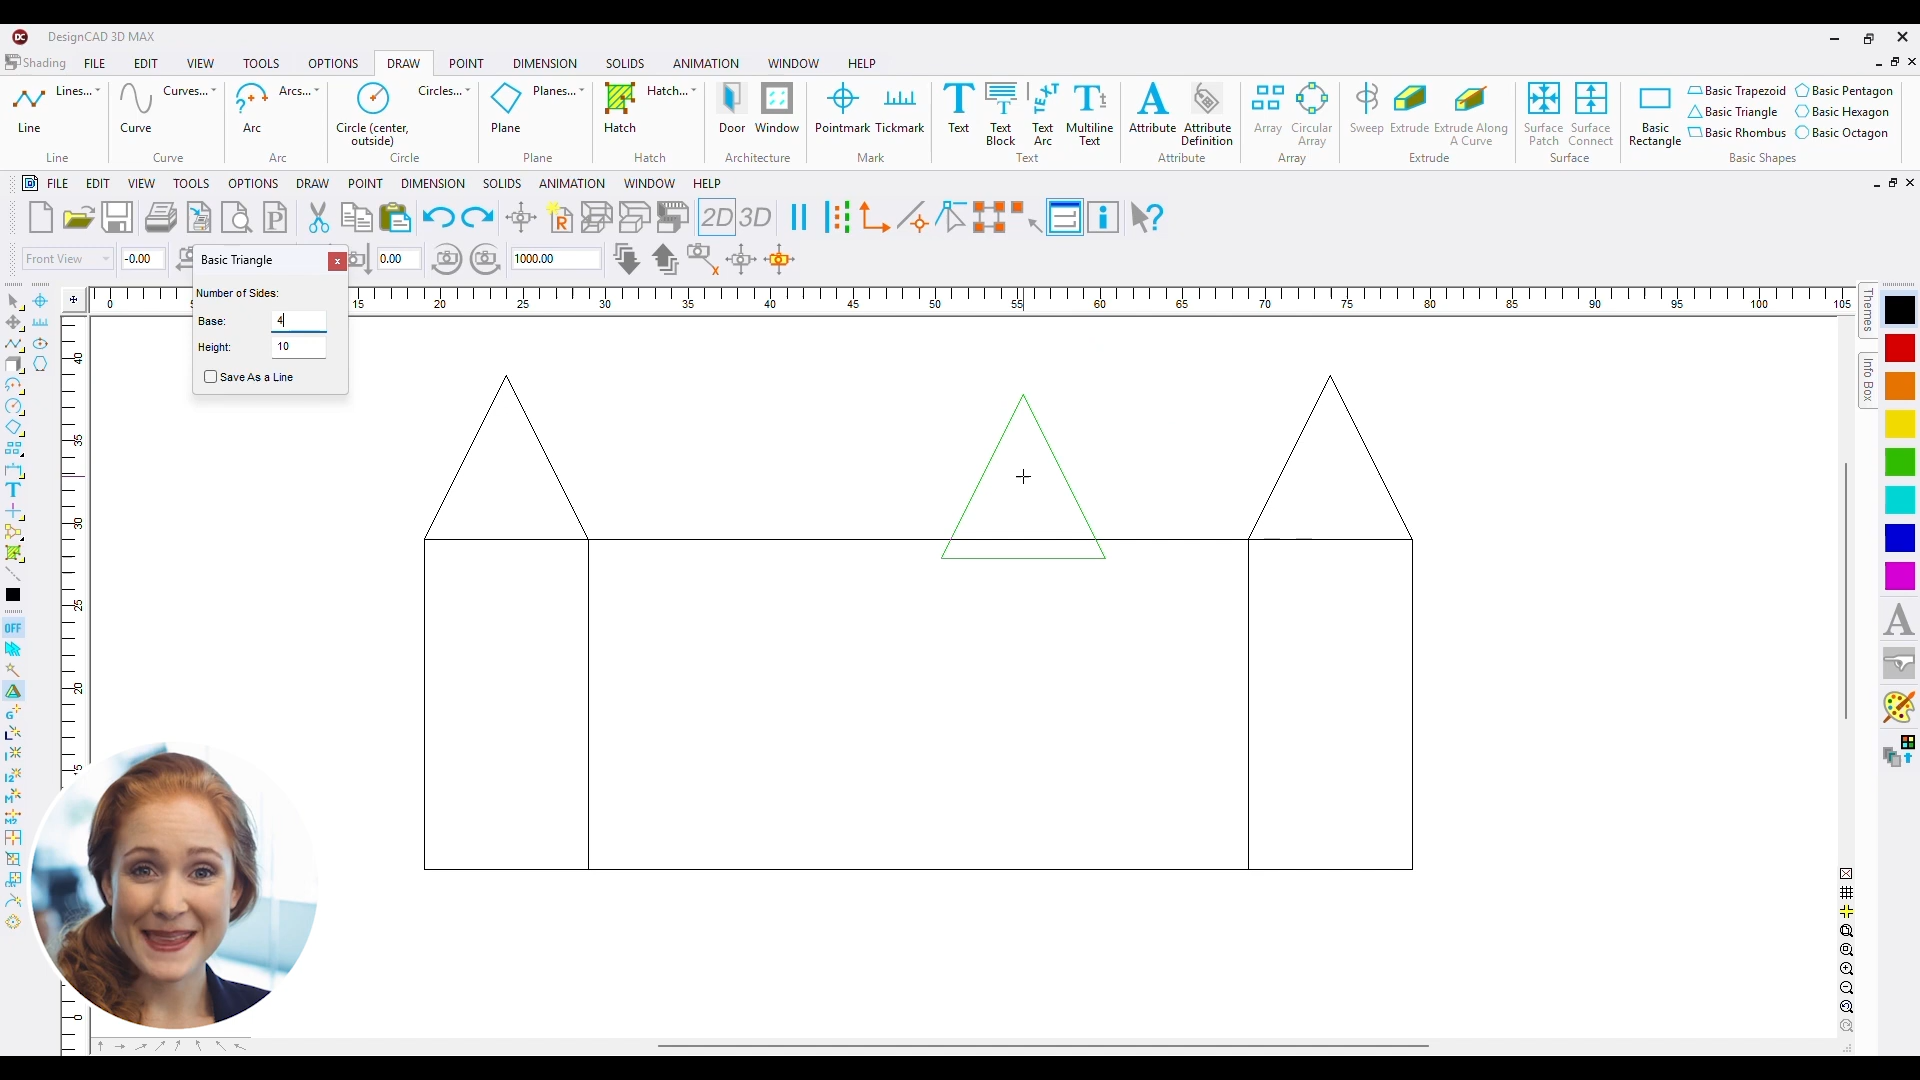 DC DesignCAD 3D MAX
Shading FILE EDIT VIEW TOOLS OPTIONS DRAW POINT DIMENSION SOLIDS ANIMATION WINDOW HELP
Lines... Curves... Arcs... Circles... Planes... Hatch...
Line Curve Arc Circle (center, outside) Plane Hatch Door Window Pointmark Tickmark Text Text Block Text Arc Multiline Text Attribute Attribute Definition Array Circular Array Sweep Extrude Extrude Along A Curve Surface Patch Surface Connect Basic Rectangle
Basic Trapezoid Basic Pentagon
Basic Triangle Basic Hexagon
Basic Rhombus Basic Octagon
Line Curve Arc Circle Plane Hatch Architecture Mark Text Attribute Array Extrude Surface Basic Shapes
FILE EDIT VIEW TOOLS OPTIONS DRAW POINT DIMENSION SOLIDS ANIMATION WINDOW HELP
2D 3D
Front View -0.00 0.00 1000.00
Basic Triangle x
Number of Sides:
Base: 4
Height: 10
Save As a Line
0 15 20 25 30 35 40 45 50 55 60 65 70 75 80 85 90 95 100 105
40
35
30
25
20
0
Themes
Info Box
OFF